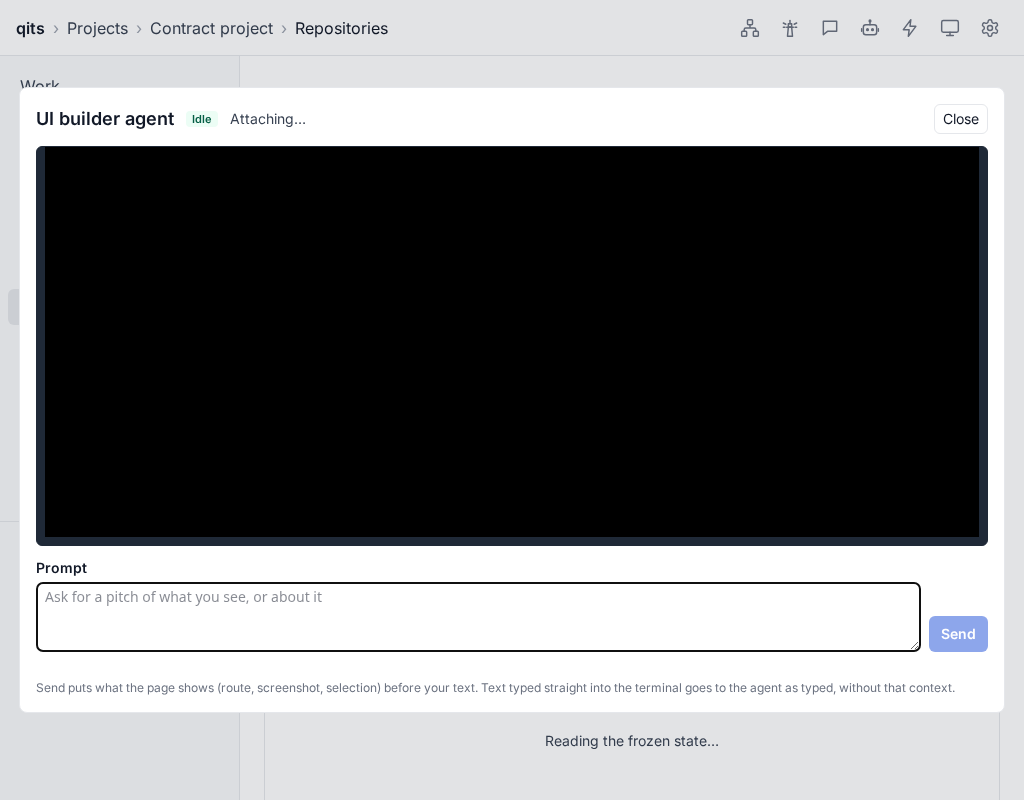 qits › Projects › Contract project › Repositories
Work
UI builder agent Idle Attaching... Close
Prompt
Ask for a pitch of what you see, or about it
Send
Send puts what the page shows (route, screenshot, selection) before your text. Text typed straight into the terminal goes to the agent as typed, without that context.
Reading the frozen state...